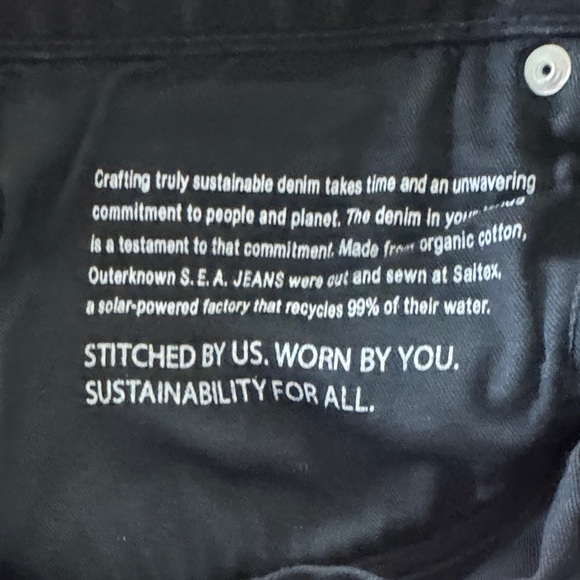 Crafting truly sustainable denim takes time and an unwavering
commitment to people and planet. The denim in your hands
is a testament to that commitment. Made from organic cotton,
Outerknown S.E.A. JEANS were cut and sewn at Saitex,
a solar-powered factory that recycles 99% of their water.
STITCHED BY US. WORN BY YOU.
SUSTAINABILITY FOR ALL.